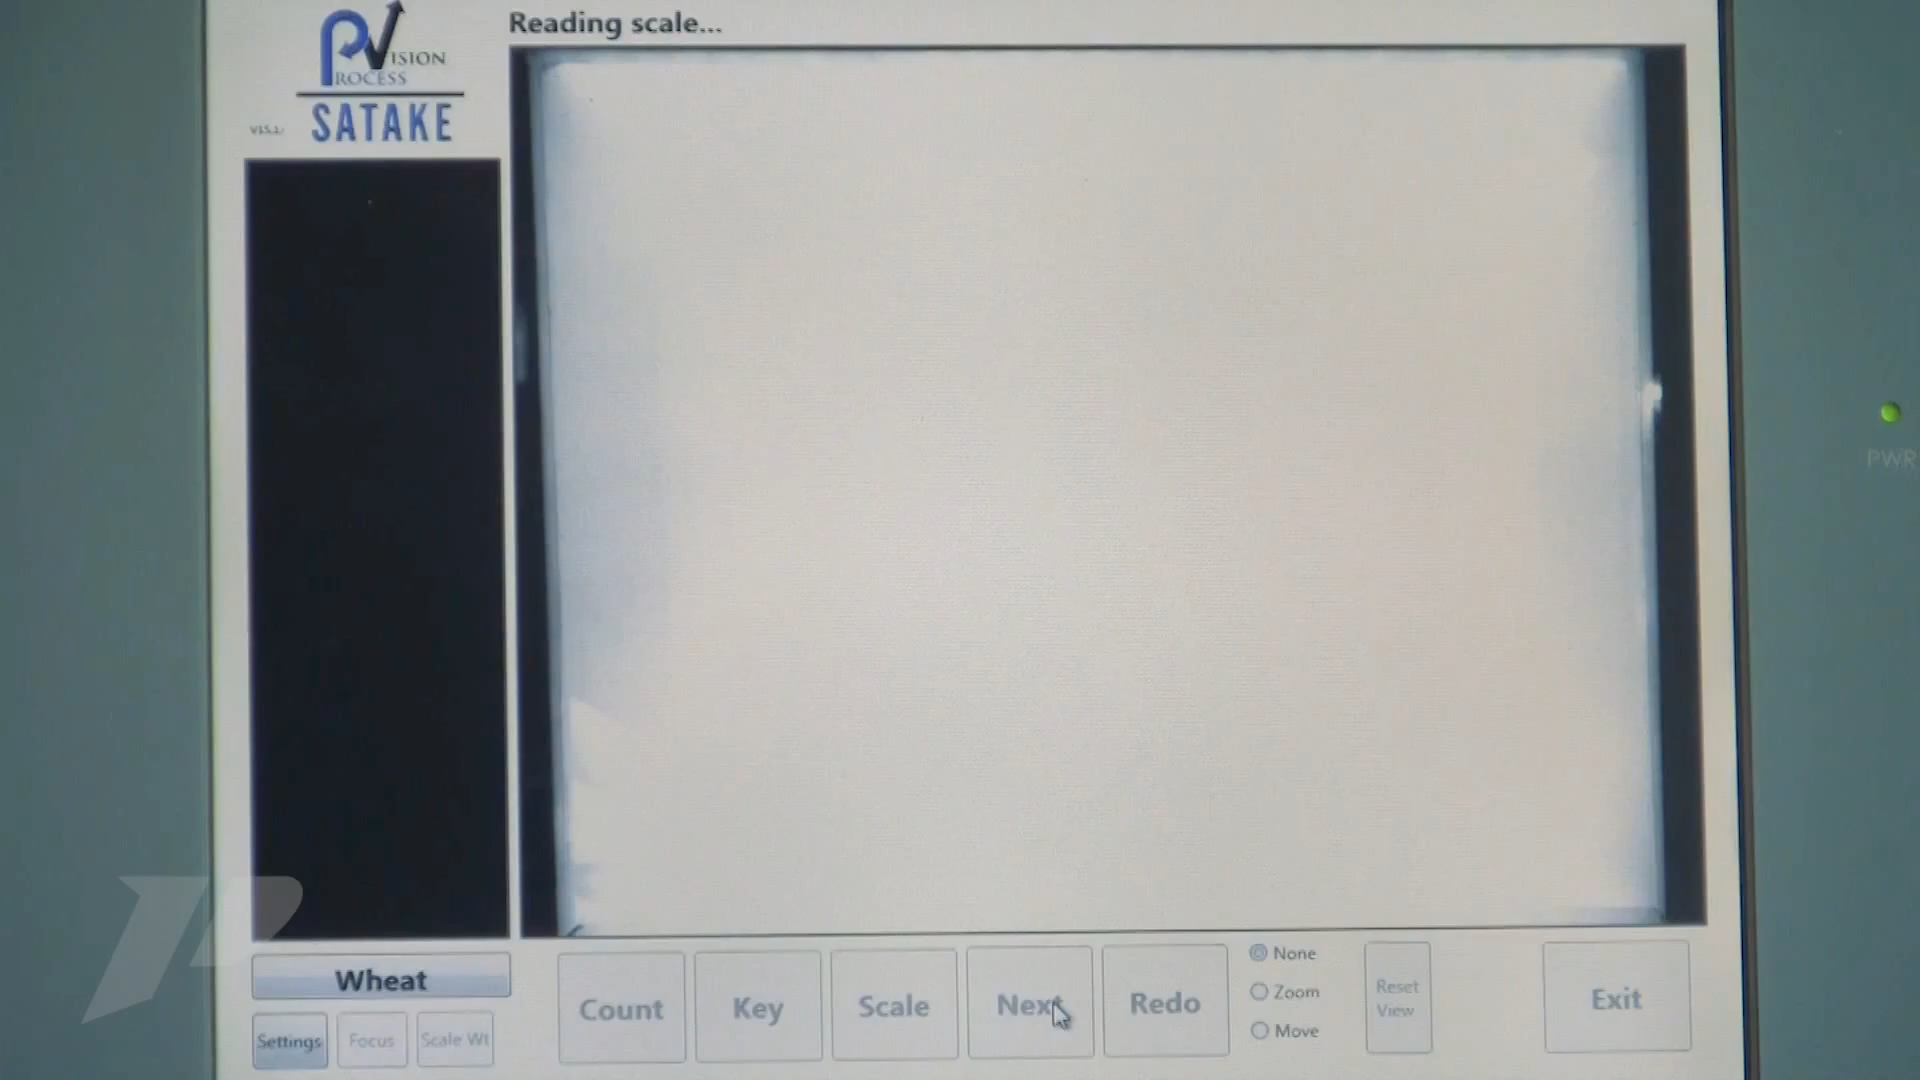 Reading scale...
PVISION
PROCESS
SATAKE
PWR
Wheat
Settings
Focus
Scale Wt
Count
Key
Scale
Next
Redo
None
Zoom
Move
Reset
View
Exit